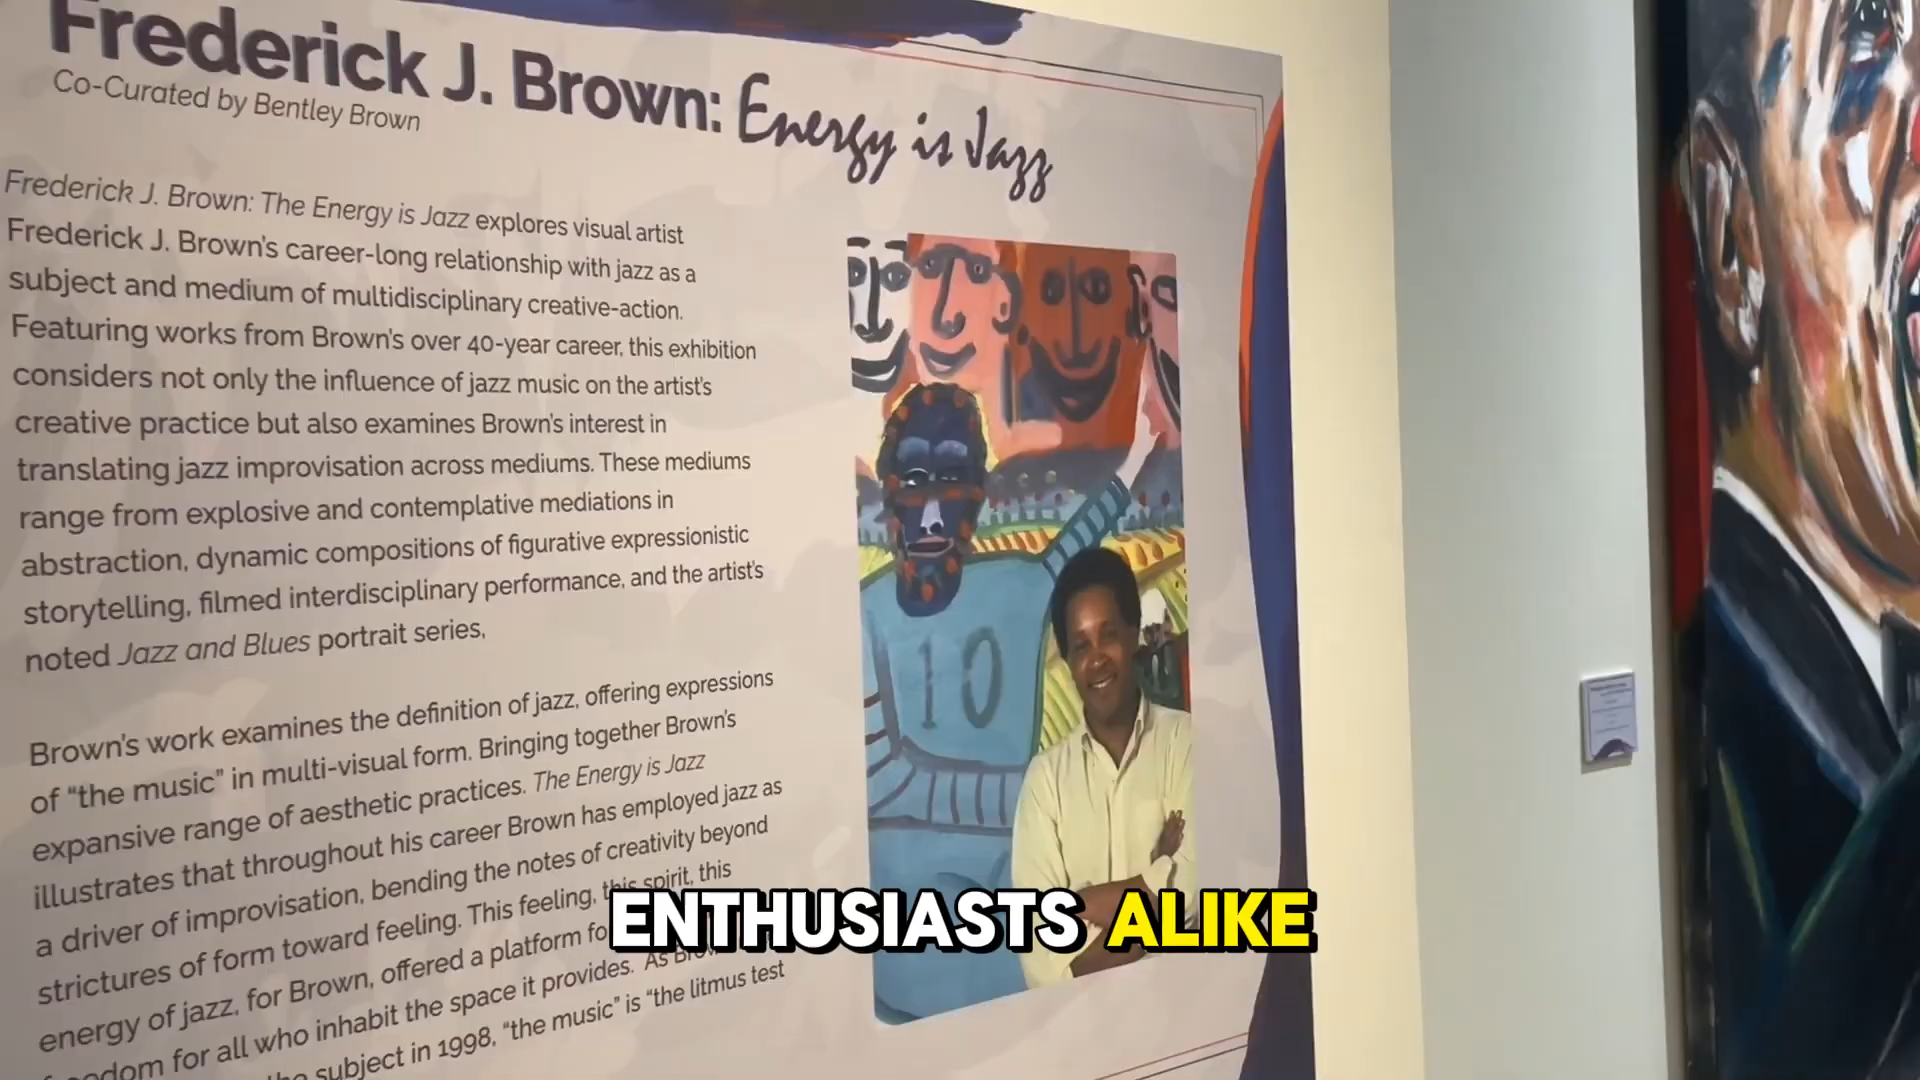 Frederick J. Brown: Energy is Jazz
Co-Curated by Bentley Brown
Frederick J. Brown: The Energy is Jazz explores visual artist
Frederick J. Brown's career-long relationship with jazz as a
subject and medium of multidisciplinary creative-action.
Featuring works from Brown's over 40-year career, this exhibition
considers not only the influence of jazz music on the artist's
creative practice but also examines Brown's interest in
translating jazz improvisation across mediums. These mediums
range from explosive and contemplative mediations in
abstraction, dynamic compositions of figurative expressionistic
storytelling, filmed interdisciplinary performance, and the artist's
noted Jazz and Blues portrait series,
Brown's work examines the definition of jazz, offering expressions
of “the music” in multi-visual form. Bringing together Brown's
expansive range of aesthetic practices. The Energy is Jazz
illustrates that throughout his career Brown has employed jazz as
a driver of improvisation, bending the notes of creativity beyond
strictures of form toward feeling. This feeling, this spirit, this
energy of jazz, for Brown, offered a platform
for all who inhabit the space it provides. As
subject in 1998, “the music” is “the litmus test
10
ENTHUSIASTS ALIKE